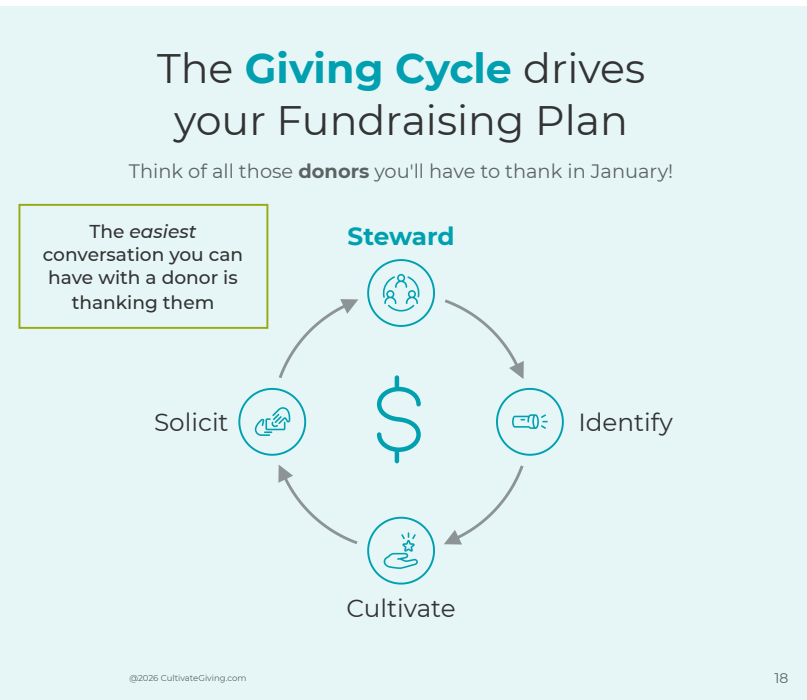 The Giving Cycle drives
your Fundraising Plan
Think of all those donors you'll have to thank in January!
The easiest
conversation you can
have with a donor is
thanking them
Steward
Solicit
$
Identify
Cultivate
@2026 CultivateGiving.com
18